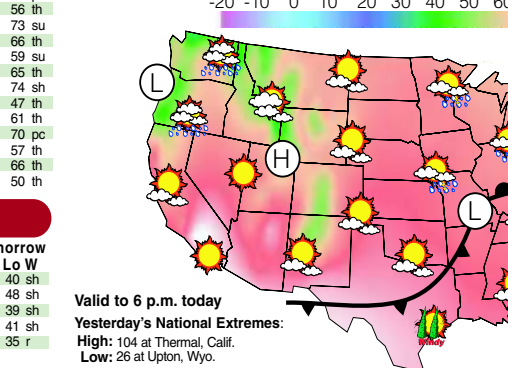 -20 -10 0 10 20 30 40 50
56 th
73 su
66 th
59 su
65 th
74 sh
47 th
61 th
70 pc
57 th
66 th
50 th
L
H
L
Lo W
40 sh
48 sh
39 sh
41 sh
35 r
Windy
Valid to 6 p.m. today
Yesterday's National Extremes:
High: 104 at Thermal, Calif.
Low: 26 at Upton, Wyo.